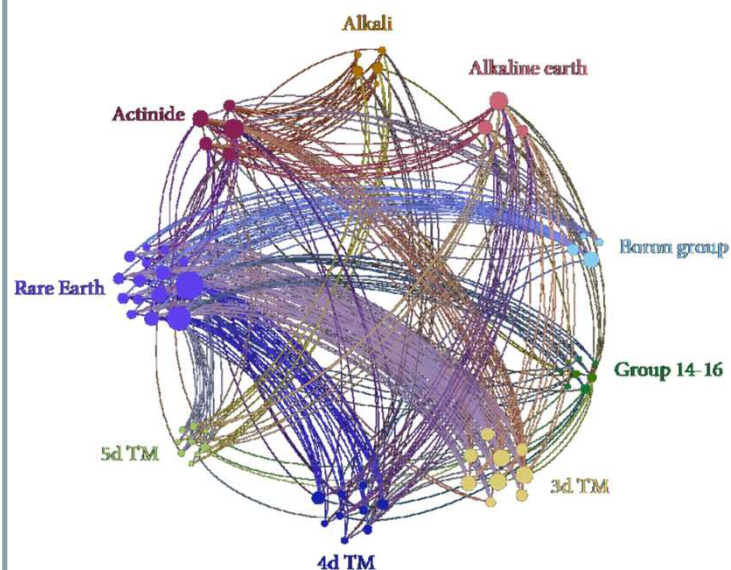 Alkali
Alkaline earth
Actinide
Boron group
Rare Earth
Group 14-16
5d TM
3d TM
4d TM